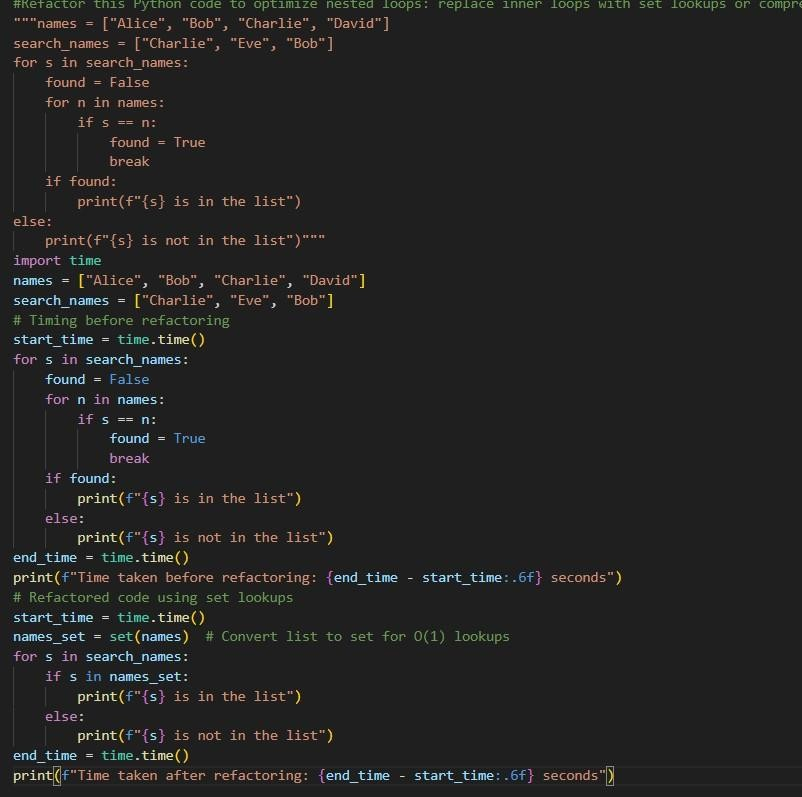 #Refactor this Python code to optimize nested loops: replace inner loops with set lookups or
"""names = ["Alice", "Bob", "Charlie", "David"]
search_names = ["Charlie", "Eve", "Bob"]
for s in search_names:
    found = False
    for n in names:
        if s == n:
            found = True
            break
    if found:
        print(f"{s} is in the list")
else:
    print(f"{s} is not in the list")"""
import time
names = ["Alice", "Bob", "Charlie", "David"]
search_names = ["Charlie", "Eve", "Bob"]
# Timing before refactoring
start_time = time.time()
for s in search_names:
    found = False
    for n in names:
        if s == n:
            found = True
            break
    if found:
        print(f"{s} is in the list")
    else:
        print(f"{s} is not in the list")
end_time = time.time()
print(f"Time taken before refactoring: {end_time - start_time:.6f} seconds")
# Refactored code using set lookups
start_time = time.time()
names_set = set(names)  # Convert list to set for O(1) lookups
for s in search_names:
    if s in names_set:
        print(f"{s} is in the list")
    else:
        print(f"{s} is not in the list")
end_time = time.time()
print(f"Time taken after refactoring: {end_time - start_time:.6f} seconds")